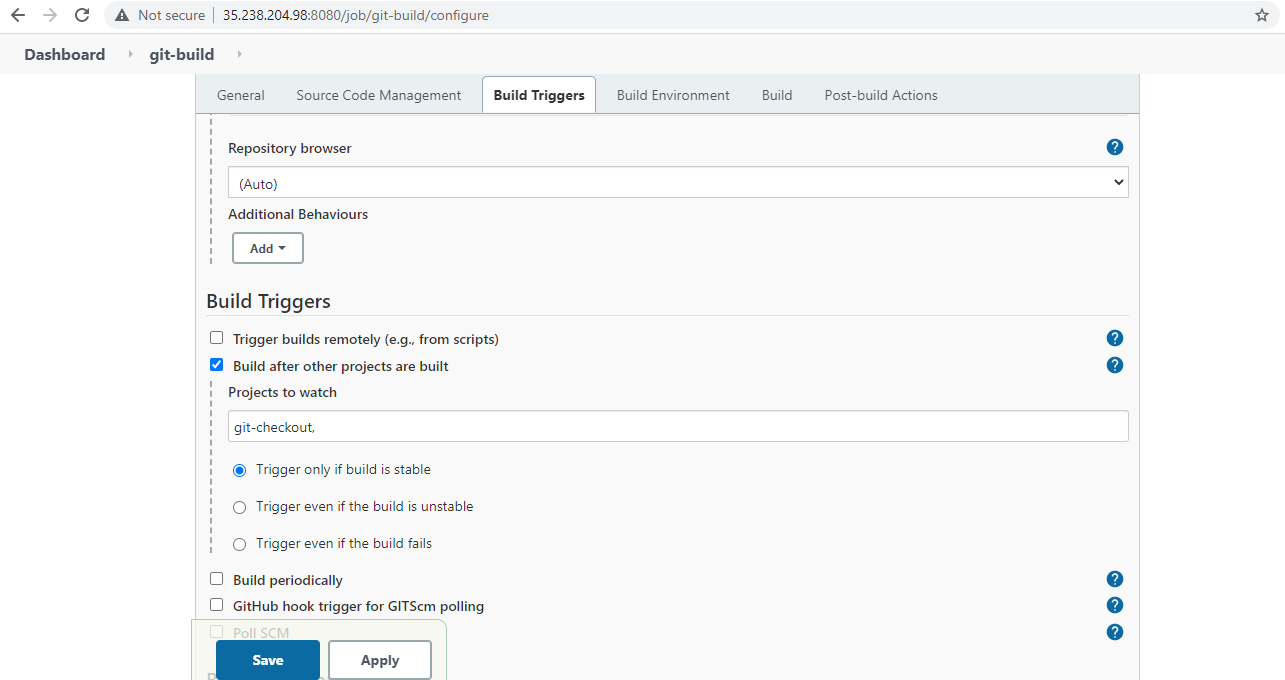 Not secure 35.238.204.98:8080/job/git-build/configure
Dashboard git-build
General Source Code Management Build Triggers Build Environment Build Post-build Actions
Repository browser
(Auto)
Additional Behaviours
Add
Build Triggers
Trigger builds remotely (e.g., from scripts)
Build after other projects are built
Projects to watch
git-checkout,
Trigger only if build is stable
Trigger even if the build is unstable
Trigger even if the build fails
Build periodically
GitHub hook trigger for GITScm polling
Poll SCM
Save Apply